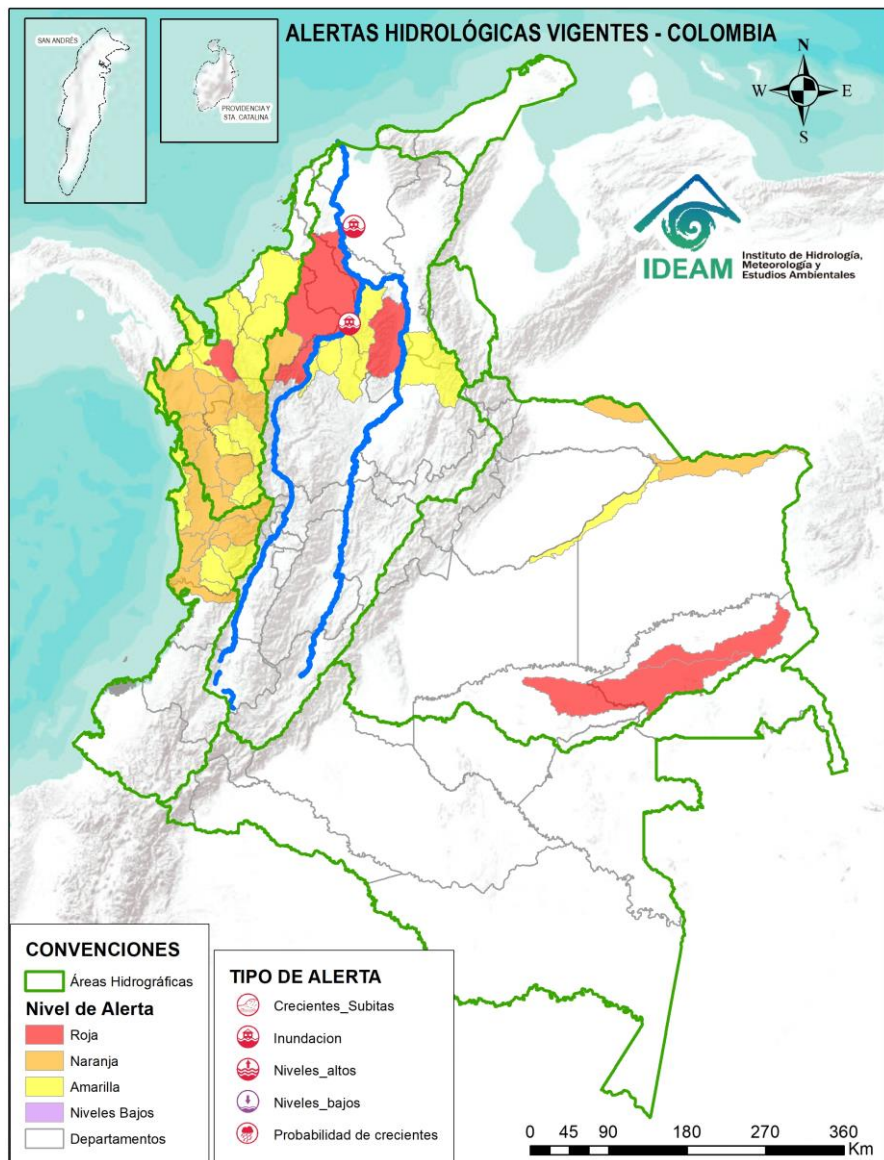 ALERTAS HIDROLÓGICAS VIGENTES - COLOMBIA
SAN ANDRÉS
PROVIDENCIA Y
STA. CATALINA
N
W
E
S
IDEAM
Instituto de Hidrología,
Meteorología y
Estudios Ambientales
CONVENCIONES
Áreas Hidrográficas
Nivel de Alerta
Roja
Naranja
Amarilla
Niveles Bajos
Departamentos
TIPO DE ALERTA
Crecientes_Subitas
Inundacion
Niveles_altos
Niveles_bajos
Probabilidad de crecientes
0 45 90 180 270 360
Km